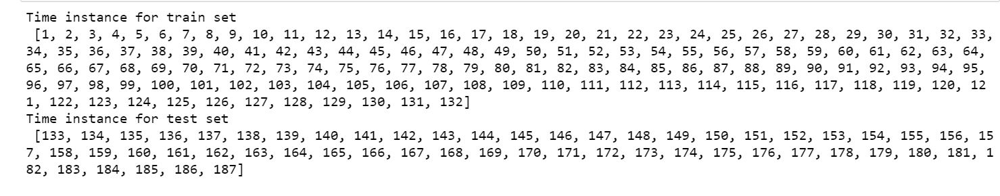 Time instance for train set
[1, 2, 3, 4, 5, 6, 7, 8, 9, 10, 11, 12, 13, 14, 15, 16, 17, 18, 19, 20, 21, 22, 23, 24, 25, 26, 27, 28, 29, 30, 31, 32, 33,
34, 35, 36, 37, 38, 39, 40, 41, 42, 43, 44, 45, 46, 47, 48, 49, 50, 51, 52, 53, 54, 55, 56, 57, 58, 59, 60, 61, 62, 63, 64,
65, 66, 67, 68, 69, 70, 71, 72, 73, 74, 75, 76, 77, 78, 79, 80, 81, 82, 83, 84, 85, 86, 87, 88, 89, 90, 91, 92, 93, 94, 95,
96, 97, 98, 99, 100, 101, 102, 103, 104, 105, 106, 107, 108, 109, 110, 111, 112, 113, 114, 115, 116, 117, 118, 119, 120, 12
1, 122, 123, 124, 125, 126, 127, 128, 129, 130, 131, 132]
Time instance for test set
[133, 134, 135, 136, 137, 138, 139, 140, 141, 142, 143, 144, 145, 146, 147, 148, 149, 150, 151, 152, 153, 154, 155, 156, 15
7, 158, 159, 160, 161, 162, 163, 164, 165, 166, 167, 168, 169, 170, 171, 172, 173, 174, 175, 176, 177, 178, 179, 180, 181, 1
82, 183, 184, 185, 186, 187]